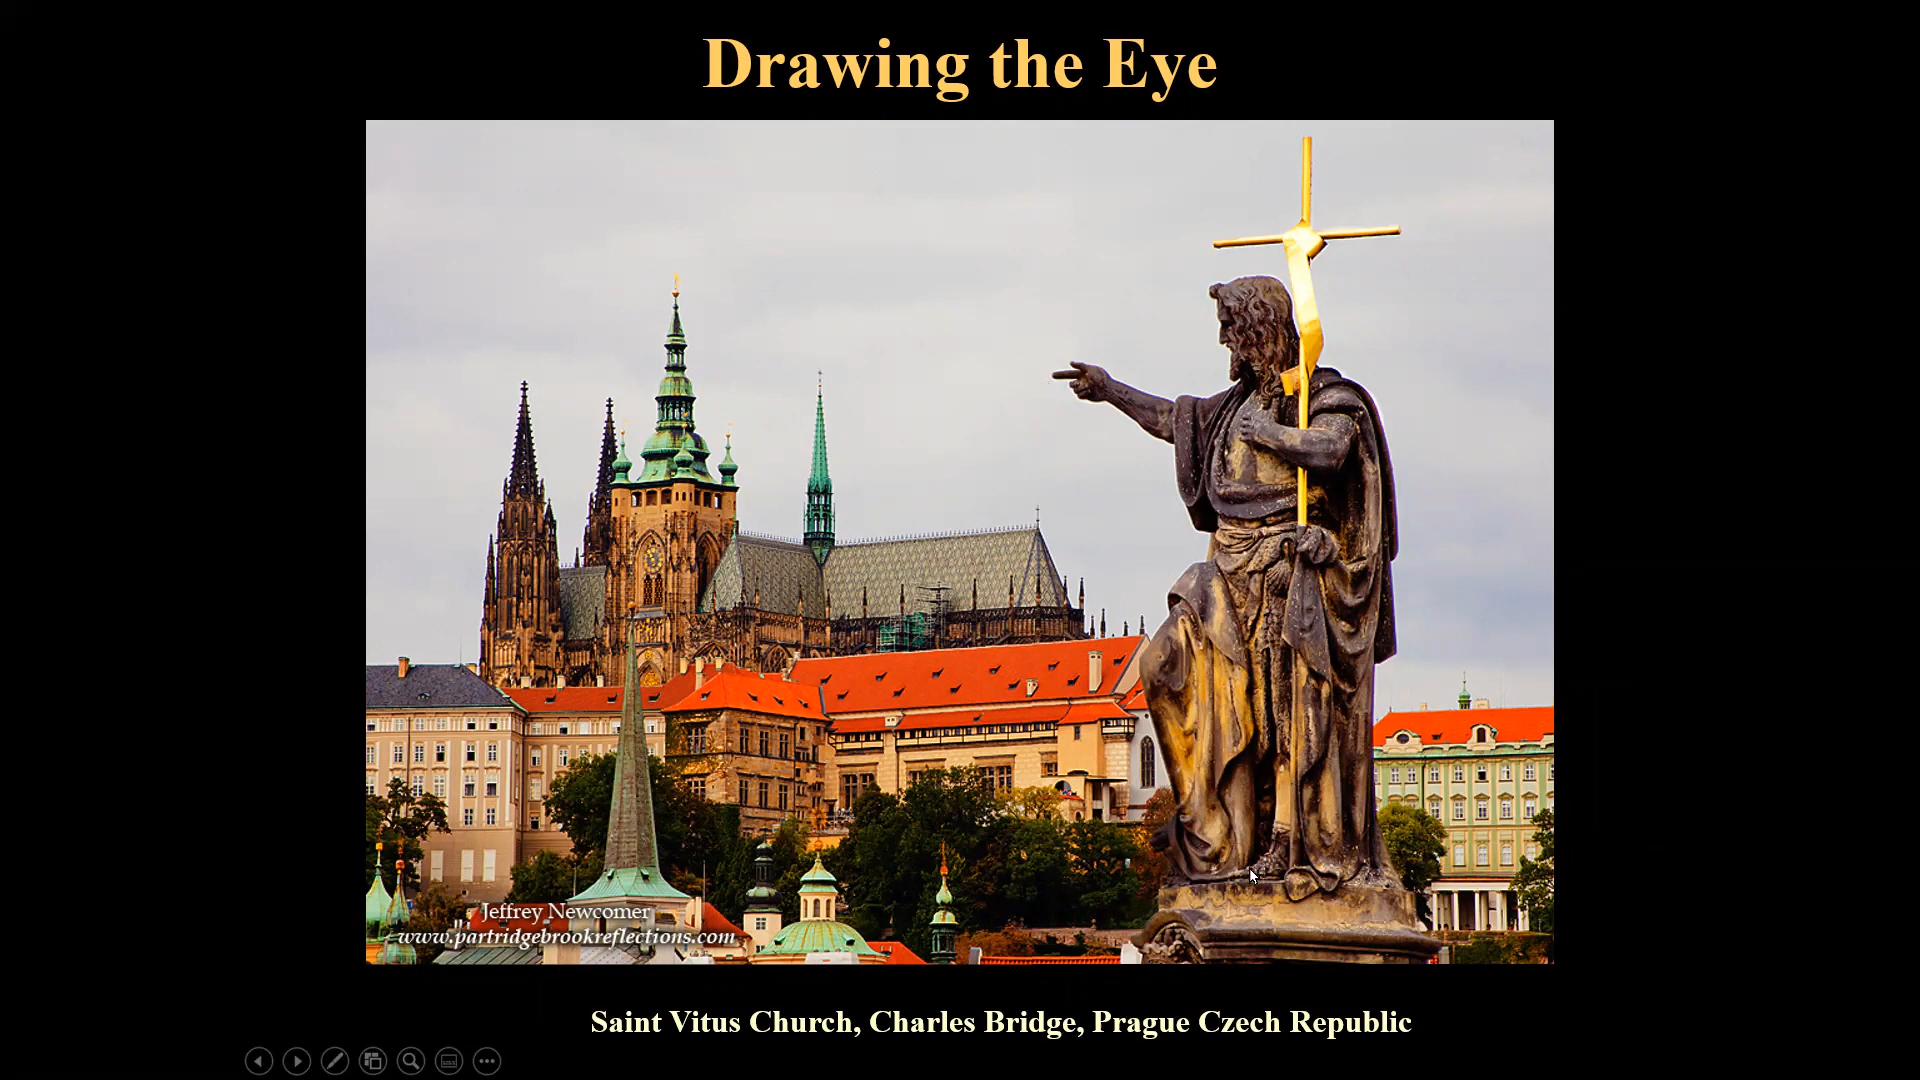 Drawing the Eye
Jeffrey Newcomer
www.partridgebrookreflections.com
Saint Vitus Church, Charles Bridge, Prague Czech Republic